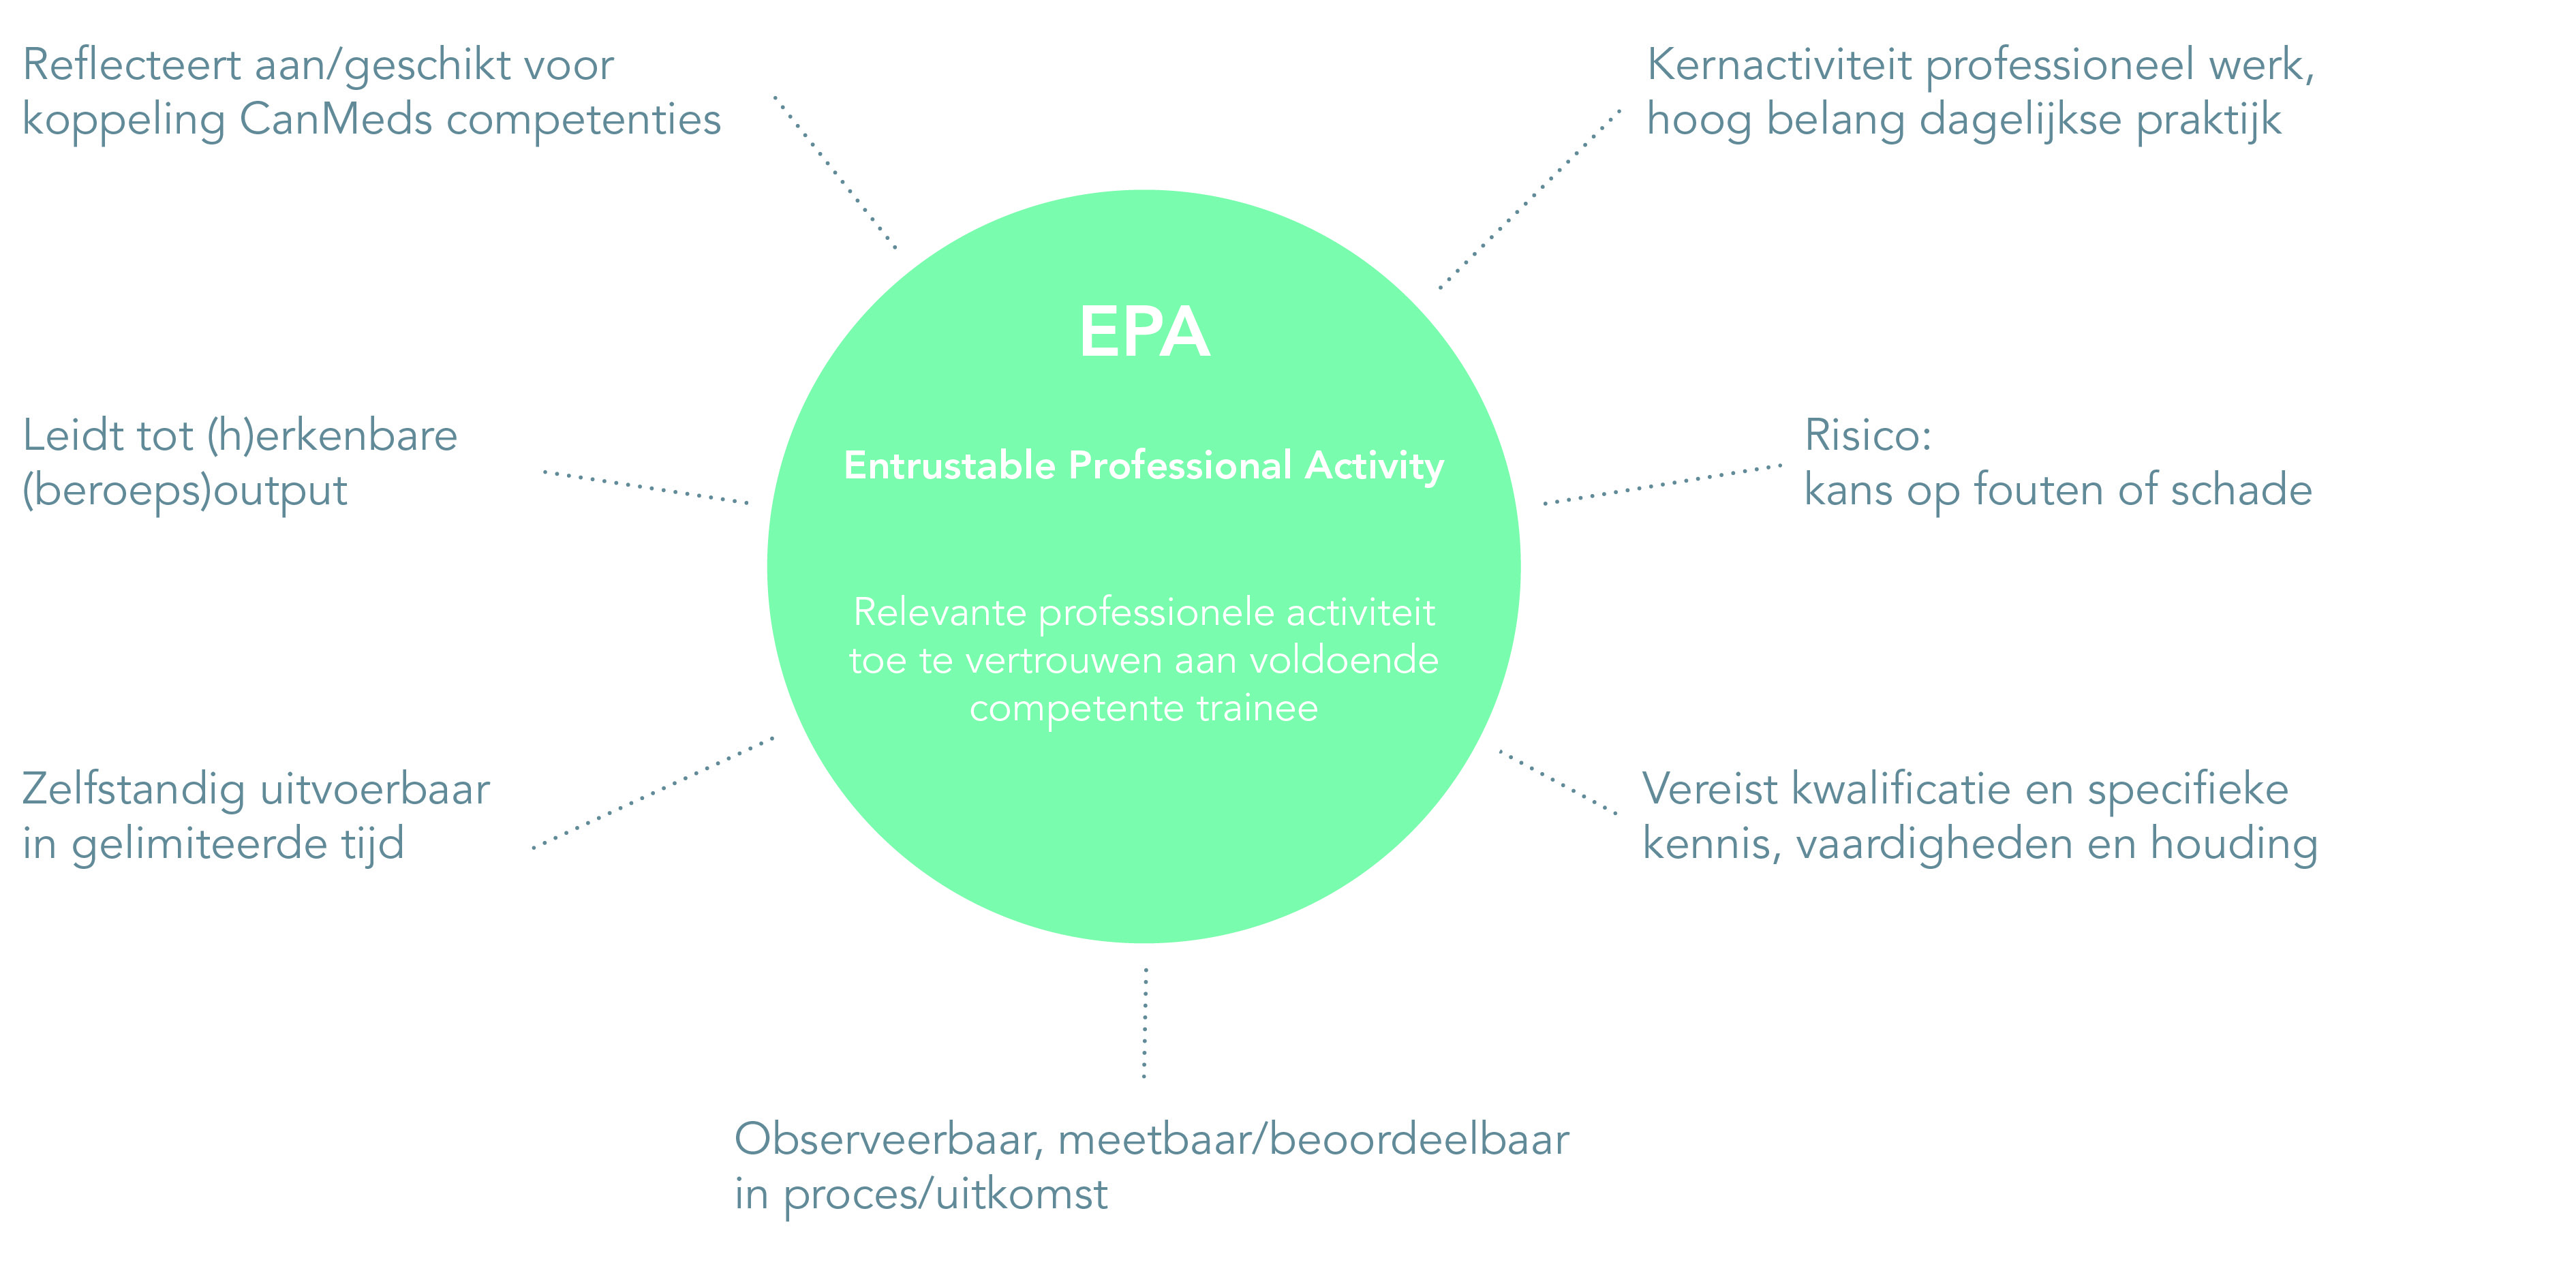 Reflecteert aan/geschikt voor
koppeling CanMeds competenties
Kernactiviteit professioneel werk,
hoog belang dagelijkse praktijk
EPA
Entrustable Professional Activity
Relevante professionele activiteit
toe te vertrouwen aan voldoende
competente trainee
Leidt tot (h)erkenbare
(beroeps)output
Risico:
kans op fouten of schade
Zelfstandig uitvoerbaar
in gelimiteerde tijd
Vereist kwalificatie en specifieke
kennis, vaardigheden en houding
Observeerbaar, meetbaar/beoordeelbaar
in proces/uitkomst